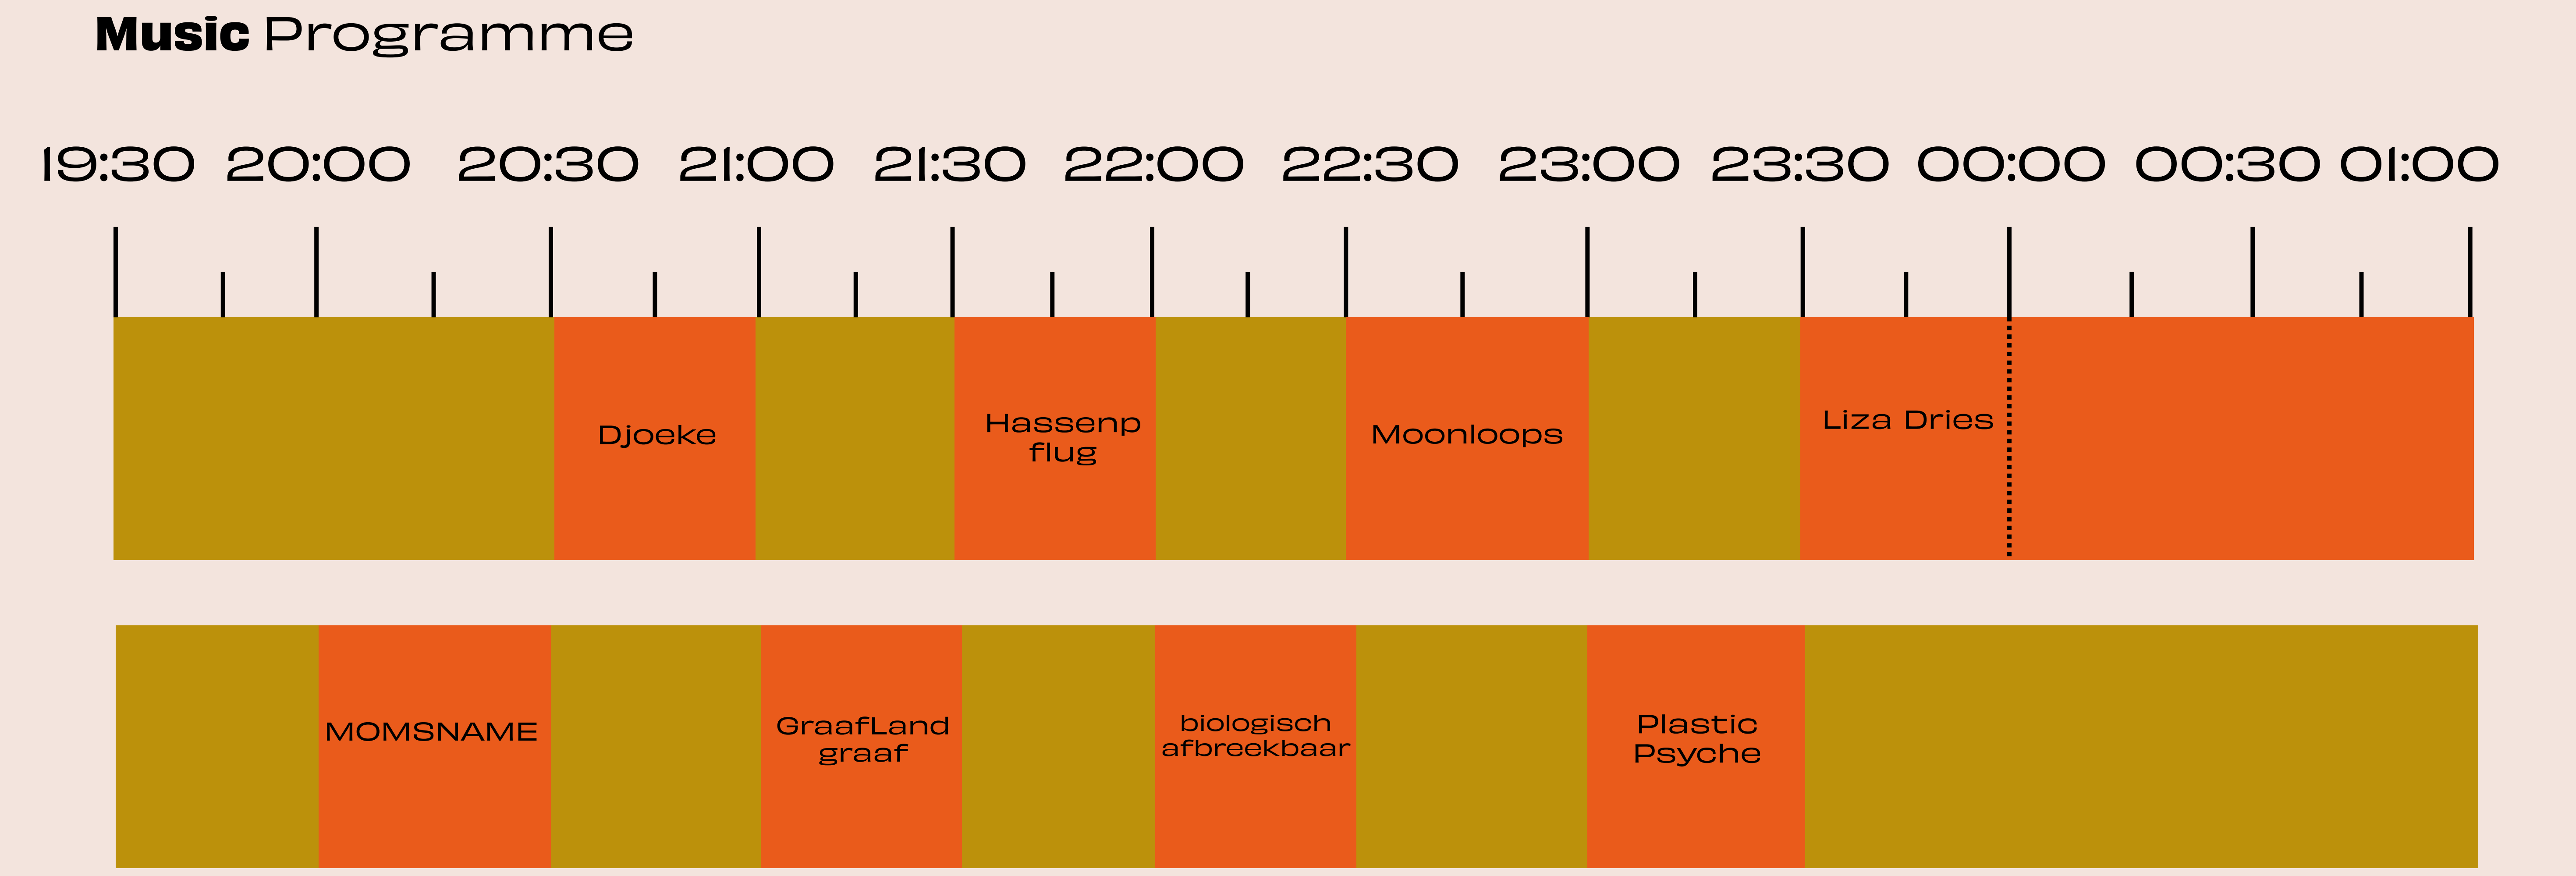 Music Programme
19:30 20:00 20:30 21:00 21:30 22:00 22:30 23:00 23:30 00:00 00:30 01:00
Djoeke
Hassenp
flug
Moonloops
Liza Dries
MOMSNAME
GraafLand
graaf
biologisch
afbreekbaar
Plastic
Psyche